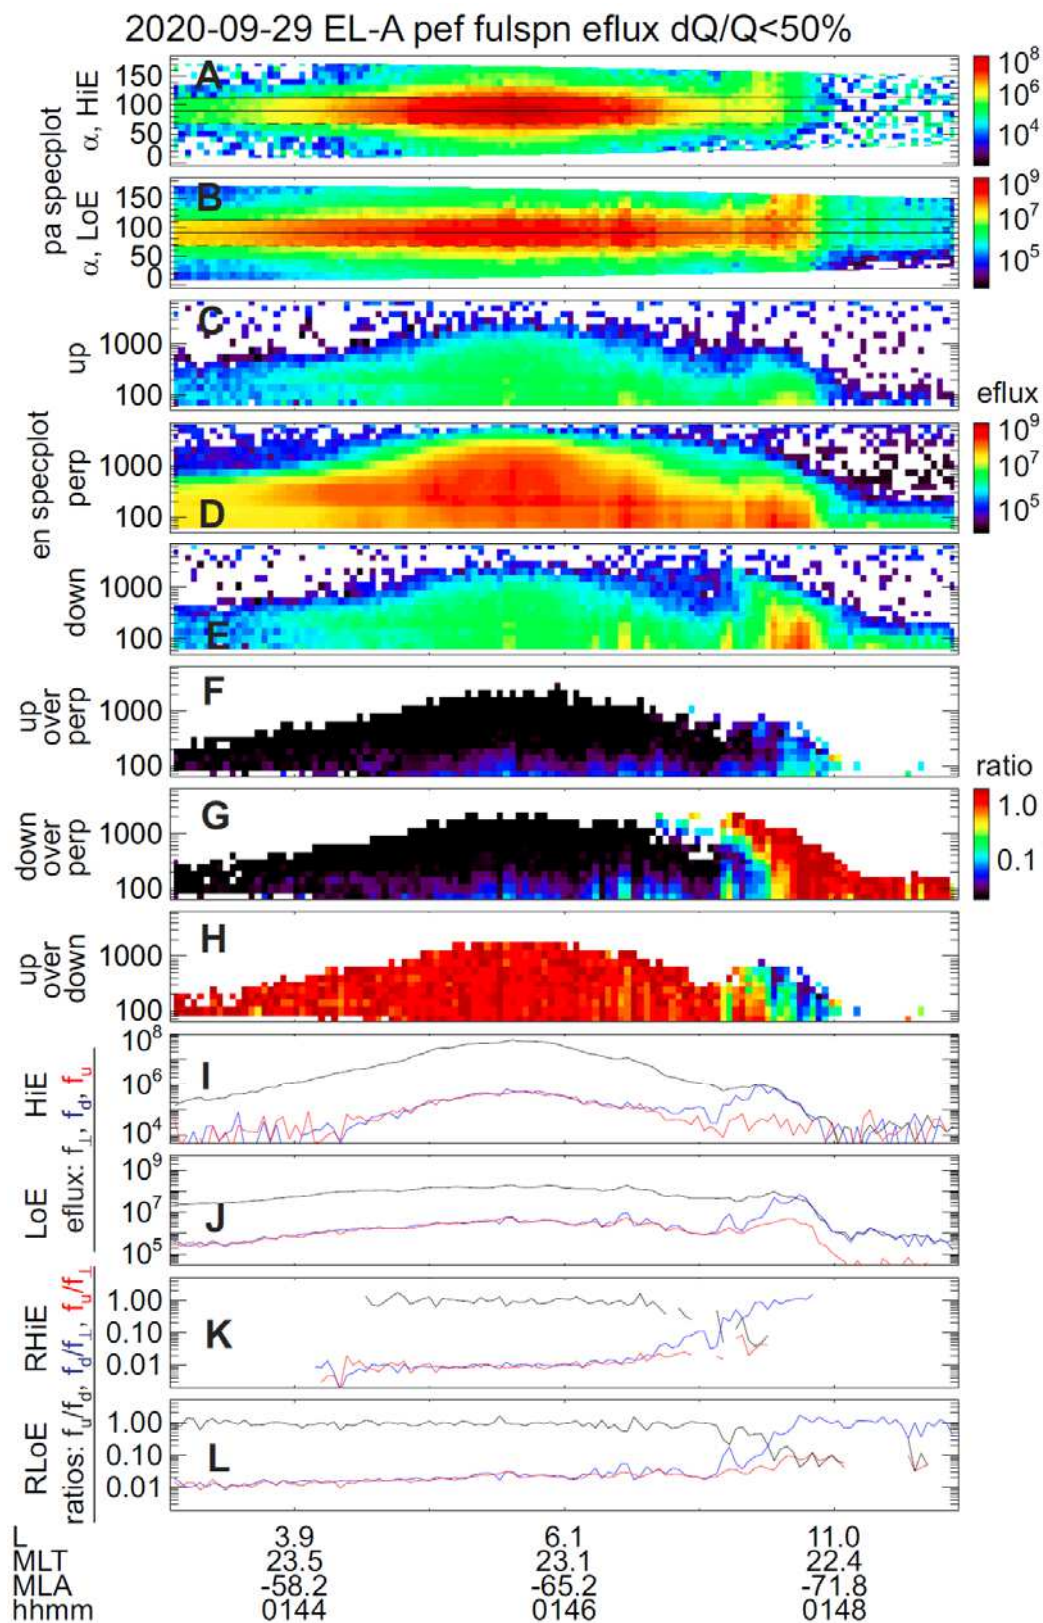 2020-09-29 EL-A pef fulspn eflux dQ/Q<50%
pa specplot
α, HiE
A
150
100
50
0
10^8
10^6
10^4
α, LoE
B
150
100
50
0
10^9
10^7
10^5
en specplot
up
C
1000
100
eflux
perp
D
1000
100
10^9
10^7
10^5
down
E
1000
100
up over perp
F
1000
100
ratio
down over perp
G
1000
100
1.0
0.1
up over down
H
1000
100
HiE
eflux: f⊥, f_d, f_u
I
10^8
10^6
10^4
LoE
J
10^9
10^7
10^5
RHiE
ratios: f_u/f_d, f_d/f⊥, f_u/f⊥
K
1.00
0.10
0.01
RLoE
L
1.00
0.10
0.01
L 3.9 6.1 11.0
MLT 23.5 23.1 22.4
MLA -58.2 -65.2 -71.8
hhmm 0144 0146 0148